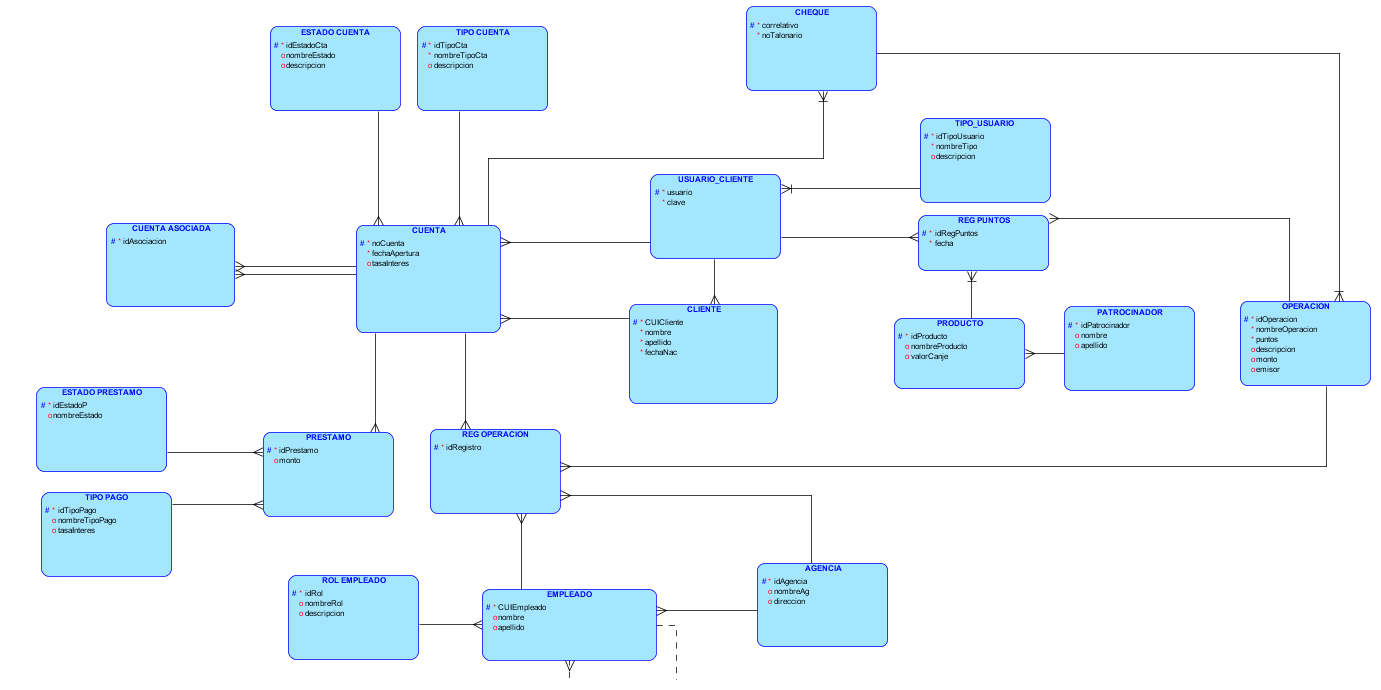 CHEQUE
# * correlativo
* noTalonario
ESTADO CUENTA
# * idEstadoCta
o nombreEstado
o descripcion
TIPO CUENTA
# * idTipoCta
* nombreTipoCta
o descripcion
TIPO_USUARIO
# * idTipoUsuario
* nombreTipo
o descripcion
USUARIO_CLIENTE
# * usuario
* clave
CUENTA ASOCIADA
# * idAsociacion
CUENTA
# * noCuenta
* fechaApertura
o tasaInteres
REG PUNTOS
# * idRegPuntos
* fecha
CLIENTE
# * CUICliente
* nombre
* apellido
* fechaNac
PRODUCTO
# * idProducto
o nombreProducto
o valorCanje
PATROCINADOR
# * idPatrocinador
o nombre
o apellido
OPERACION
# * idOperacion
* nombreOperacion
* puntos
o descripcion
o monto
o emisor
ESTADO PRESTAMO
# * idEstadoP
o nombreEstado
PRESTAMO
# * idPrestamo
o monto
REG OPERACION
# * idRegistro
TIPO PAGO
# * idTipoPago
o nombreTipoPago
o tasaInteres
ROL EMPLEADO
# * idRol
o nombreRol
o descripcion
EMPLEADO
# * CUIEmpleado
o nombre
o apellido
AGENCIA
# * idAgencia
o nombreAg
o direccion